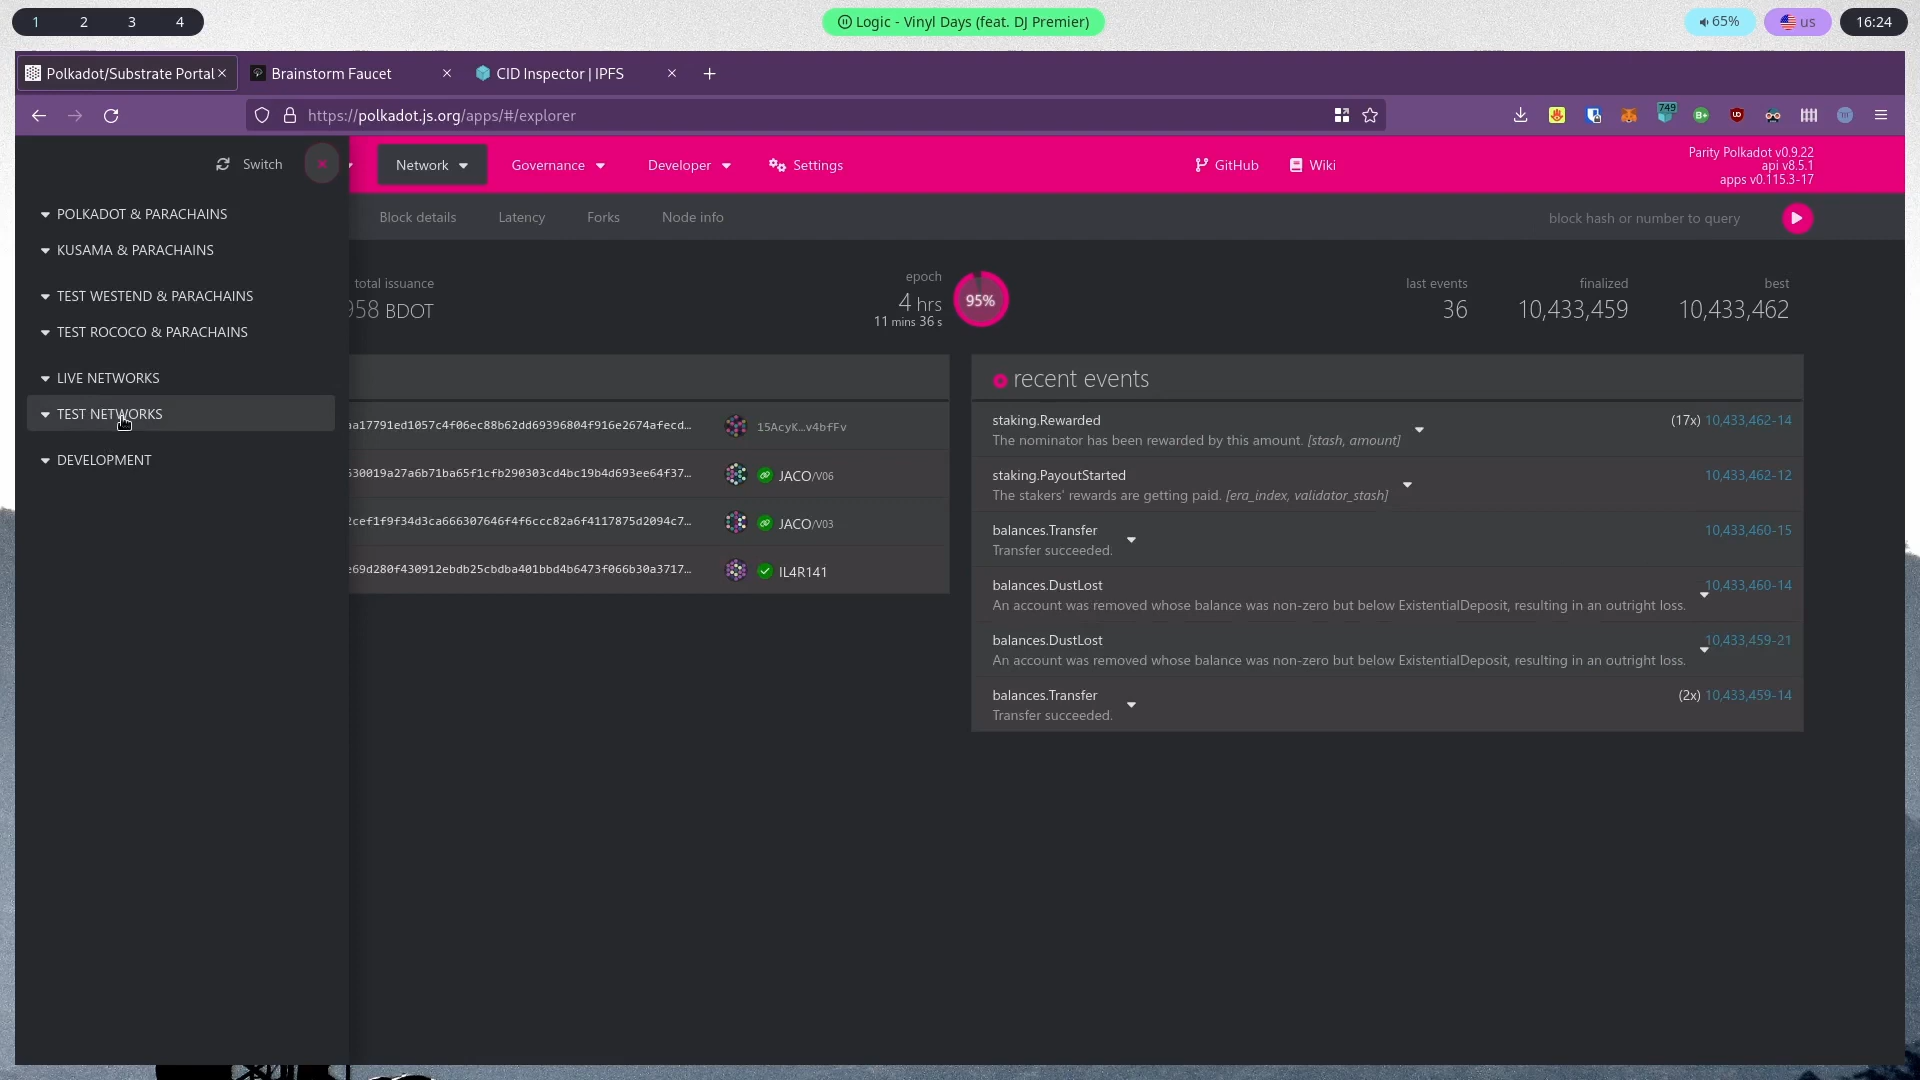 1 2 3 4
Logic - Vinyl Days (feat. DJ Premier)
65%
us
16:24
Polkadot/Substrate Portal
Brainstorm Faucet
CID Inspector | IPFS
https://polkadot.js.org/apps/#/explorer
749
Switch
Network
Governance
Developer
Settings
GitHub
Wiki
Parity Polkadot v0.9.22
api v8.5.1
apps v0.115.3-17
Block details
Latency
Forks
Node info
block hash or number to query
POLKADOT & PARACHAINS
KUSAMA & PARACHAINS
TEST WESTEND & PARACHAINS
TEST ROCOCO & PARACHAINS
LIVE NETWORKS
TEST NETWORKS
DEVELOPMENT
total issuance
958 BDOT
epoch
4 hrs
11 mins 36 s
95%
last events
36
finalized
10,433,459
best
10,433,462
a17791ed1057c4f06ec88b62dd69396804f916e2674afecd…
15AcyK…v4bfFv
630019a27a6b71ba65f1cfb290303cd4bc19b4d693ee64f37…
JACO/V06
2cef1f9f34d3ca666307646f4f6ccc82a6f4117875d2094c7…
JACO/V03
e69d280f430912ebdb25cbdba401bbd4b6473f066b30a3717…
IL4R141
recent events
staking.Rewarded
The nominator has been rewarded by this amount. [stash, amount]
(17x) 10,433,462-14
staking.PayoutStarted
The stakers' rewards are getting paid. [era_index, validator_stash]
10,433,462-12
balances.Transfer
Transfer succeeded.
10,433,460-15
balances.DustLost
An account was removed whose balance was non-zero but below ExistentialDeposit, resulting in an outright loss.
10,433,460-14
balances.DustLost
An account was removed whose balance was non-zero but below ExistentialDeposit, resulting in an outright loss.
10,433,459-21
balances.Transfer
Transfer succeeded.
(2x) 10,433,459-14